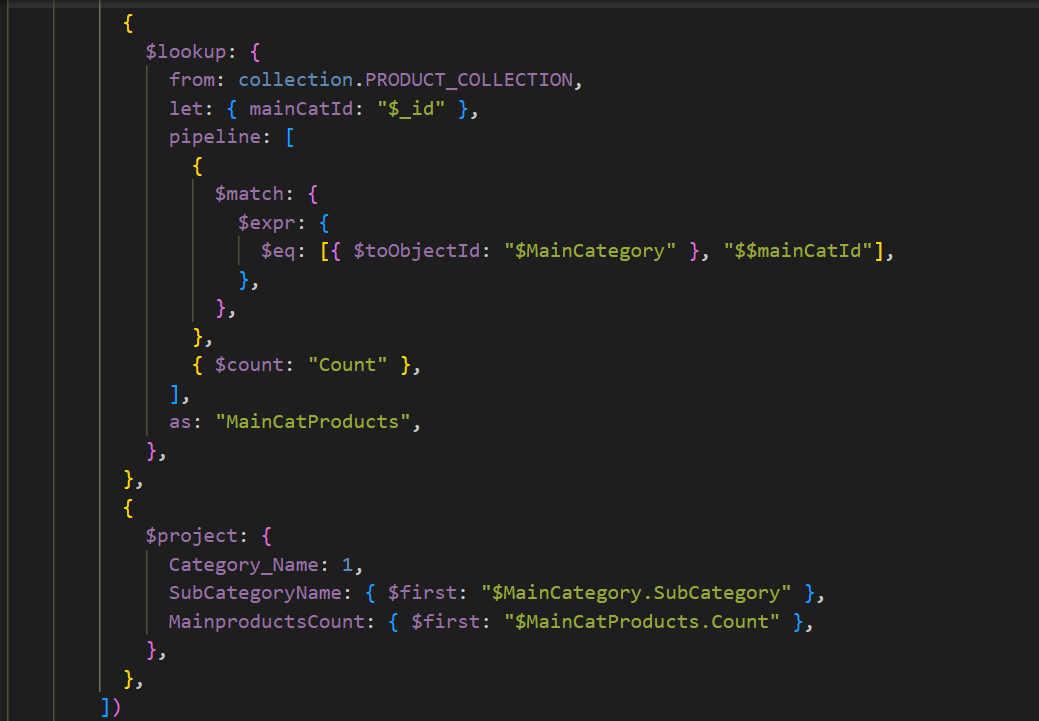 {
$lookup: {
from: collection.PRODUCT_COLLECTION,
let: { mainCatId: "$_id" },
pipeline: [
{
$match: {
$expr: {
$eq: [{ $toObjectId: "$MainCategory" }, "$$mainCatId"],
},
},
},
{ $count: "Count" },
],
as: "MainCatProducts",
},
},
{
$project: {
Category_Name: 1,
SubCategoryName: { $first: "$MainCategory.SubCategory" },
MainproductsCount: { $first: "$MainCatProducts.Count" },
},
},
])